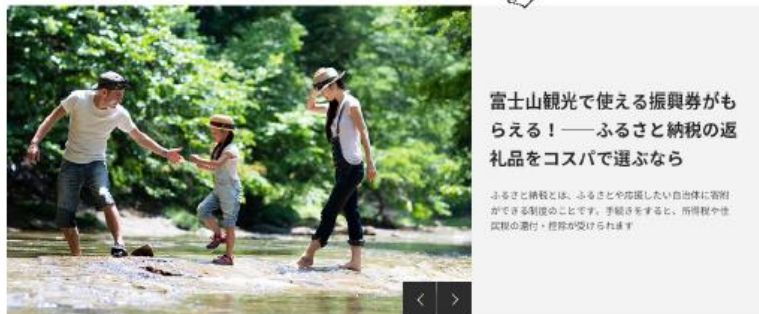 富士山観光で使える振興券がも
らえる！――ふるさと納税の返
礼品をコスパで選ぶなら
ふるさと納税とは、ふるさとや応援したい自治体に寄附
ができる制度のことです。手続きをすると、所得税や住
民税の還付・控除が受けられます